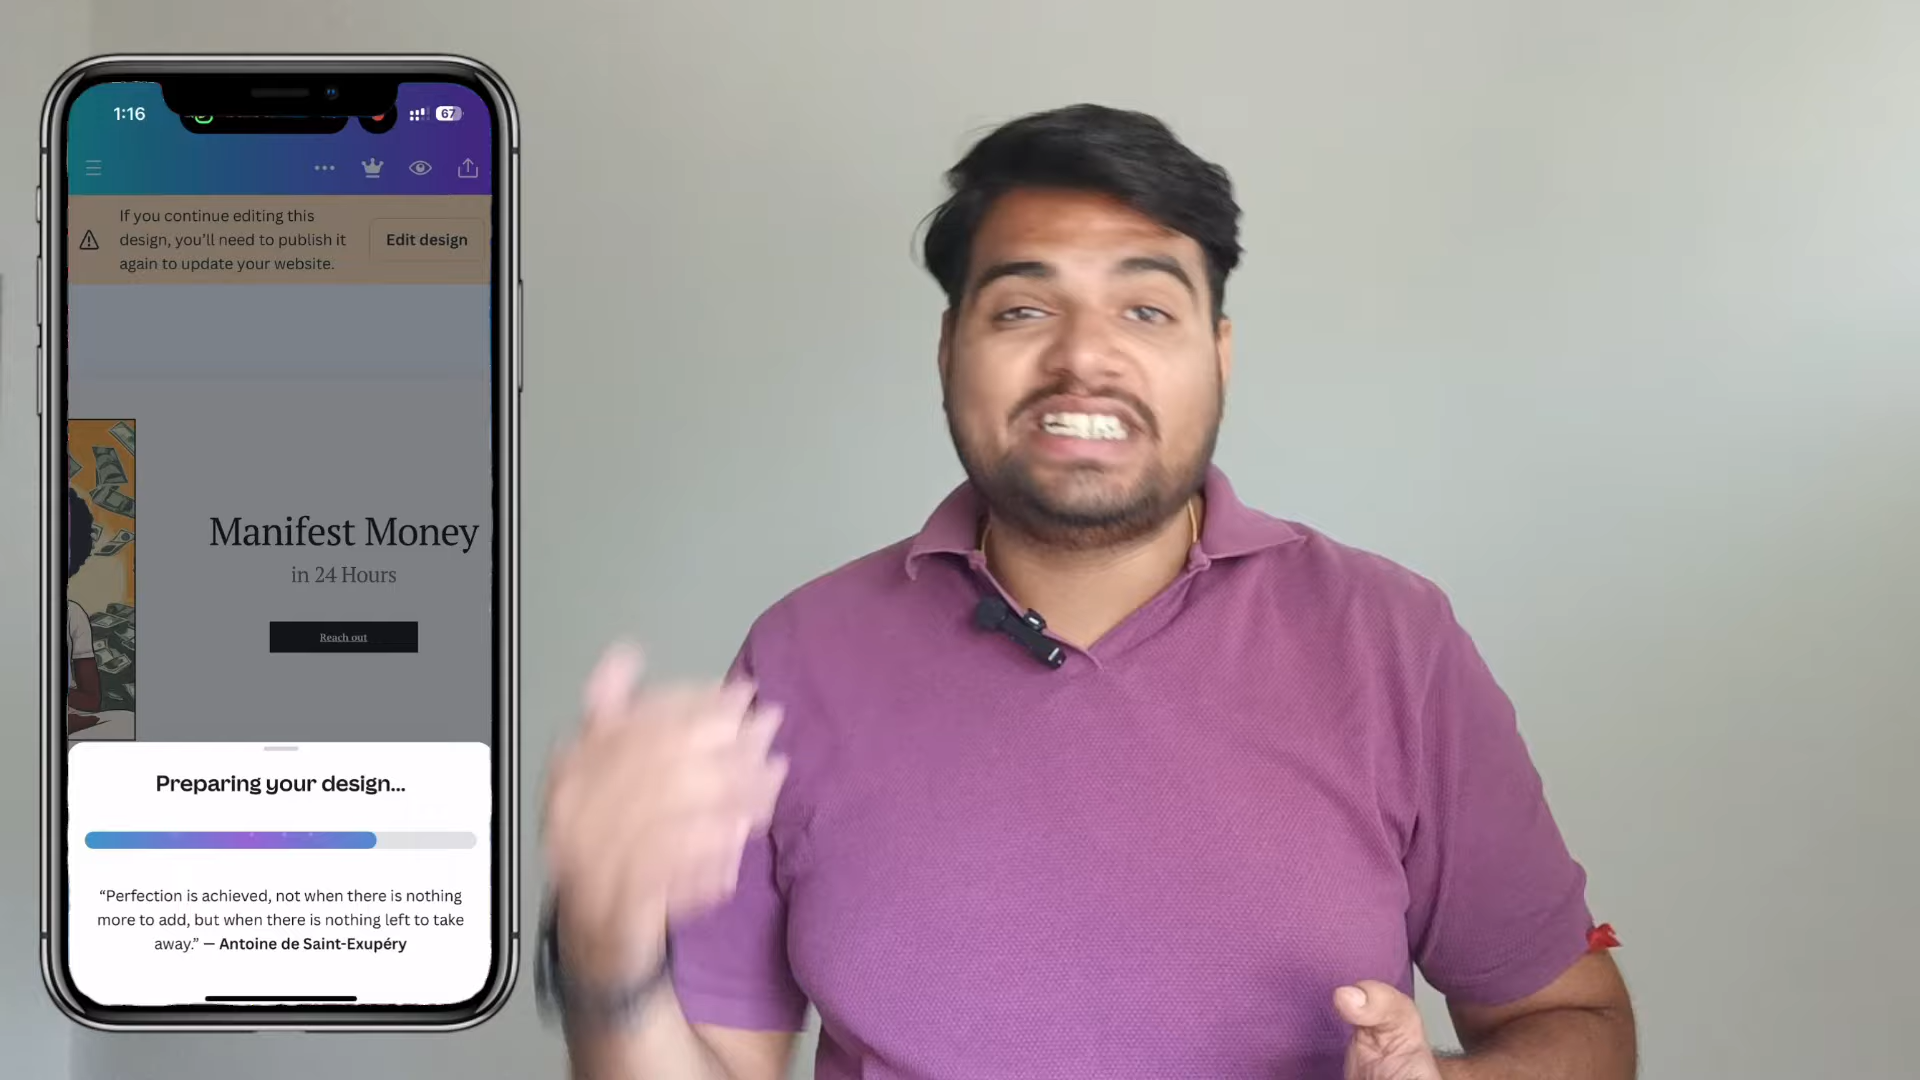 1:16
67
If you continue editing this
design, you’ll need to publish it
again to update your website.
Edit design
Manifest Money
in 24 Hours
Reach out
Preparing your design...
“Perfection is achieved, not when there is nothing
more to add, but when there is nothing left to take
away.” — Antoine de Saint-Exupéry